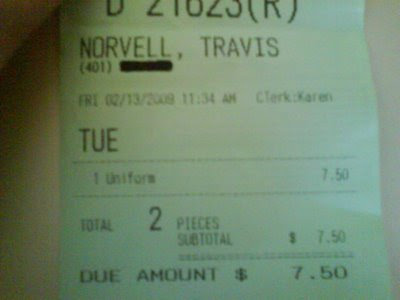 D 21623(R)
NORVELL, TRAVIS
(401)
FRI 02/13/2009 11:34 AM Clerk:Karen
TUE
1 Uniform 7.50
TOTAL 2 PIECES
SUBTOTAL $ 7.50
DUE AMOUNT $ 7.50